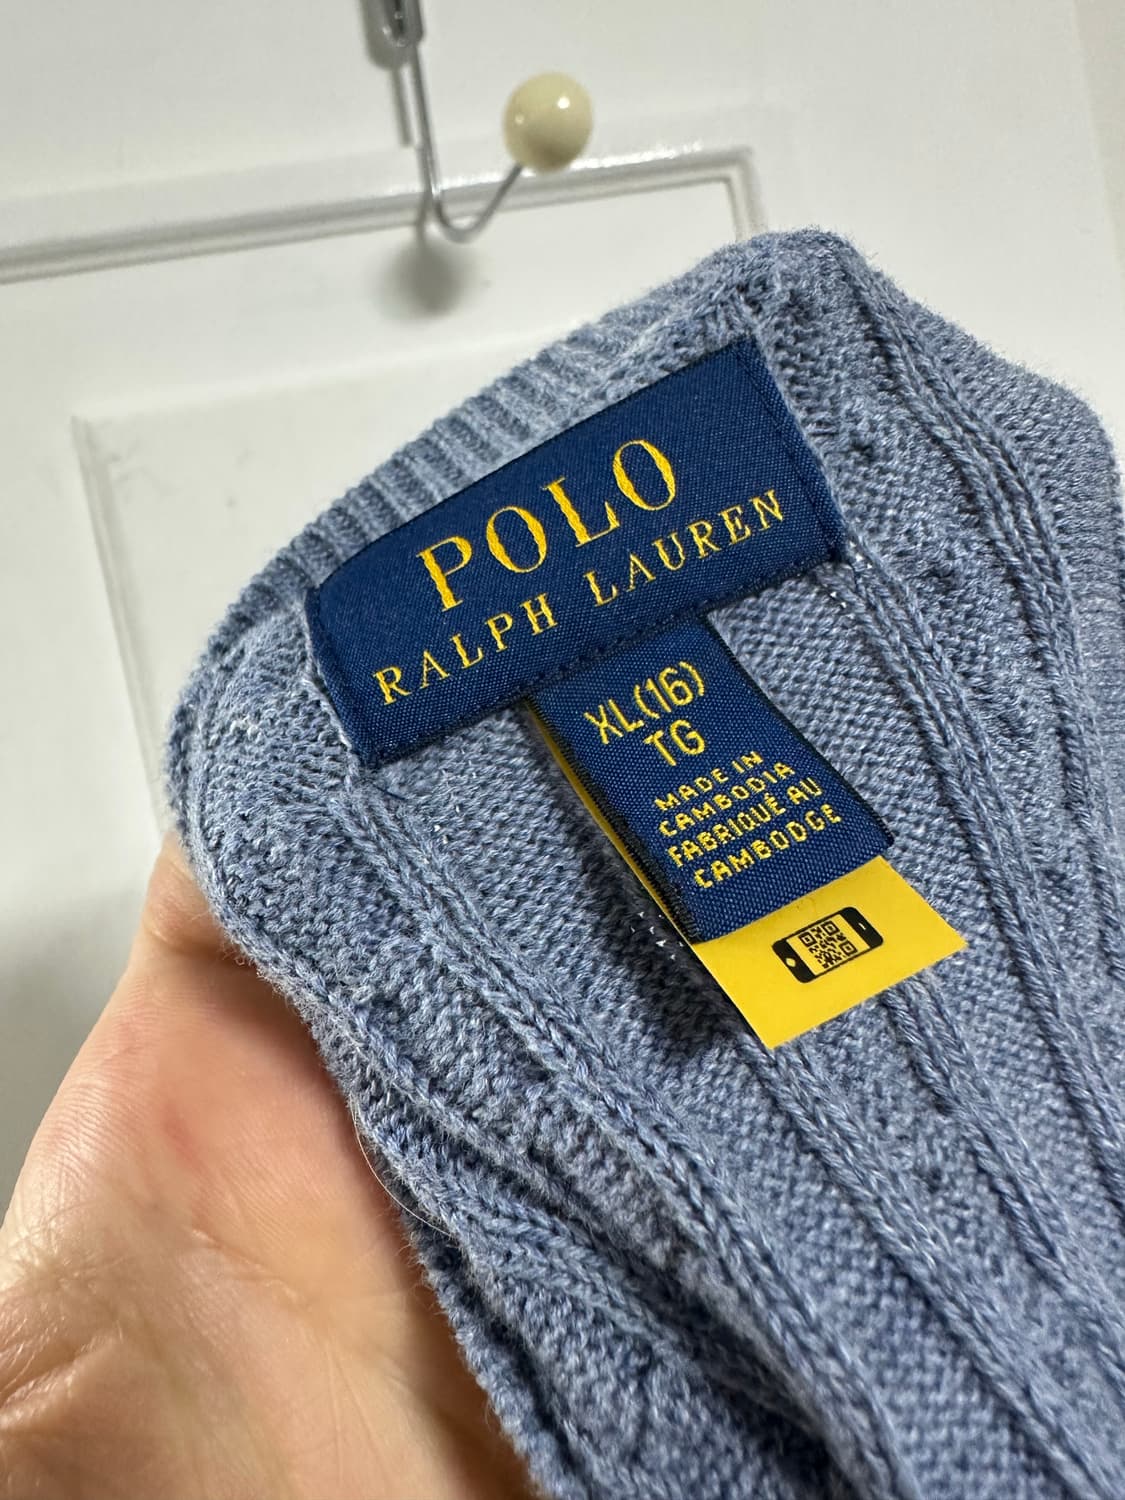 POLO
RALPH LAUREN
XL(16)
TG
MADE IN
CAMBODIA
FABRIQUÉ AU
CAMBODGE